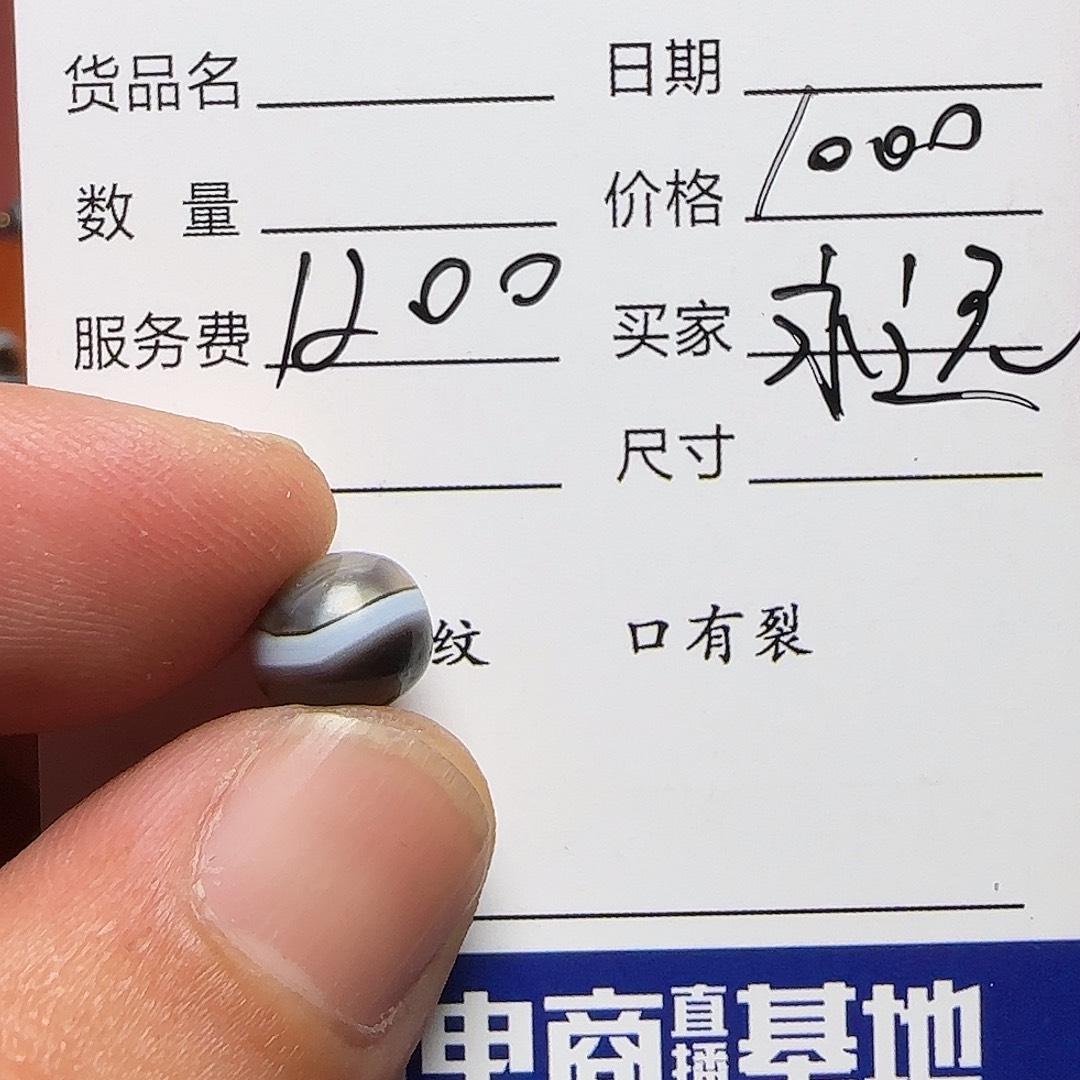 货品名 日期
数 量 价格 1000
服务费 1200 买家
尺寸
纹 口有裂
电商直播基地